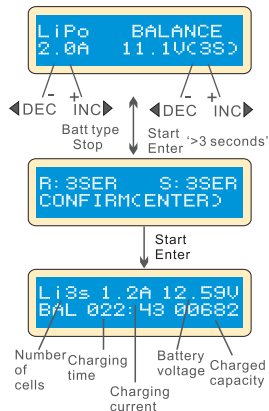 LiPo BALANCE
2.0A 11.1V(3S)
- + - +
DEC INC DEC INC
Batt type
Stop
Start
Enter '>3 seconds'
R:3SER S:3SER
CONFIRM(ENTER)
Start
Enter
Li3s 1.2A 12.59V
BAL 022:43 00682
Number
of
cells
Charging
time
Charging
current
Battery
voltage
Charged
capacity